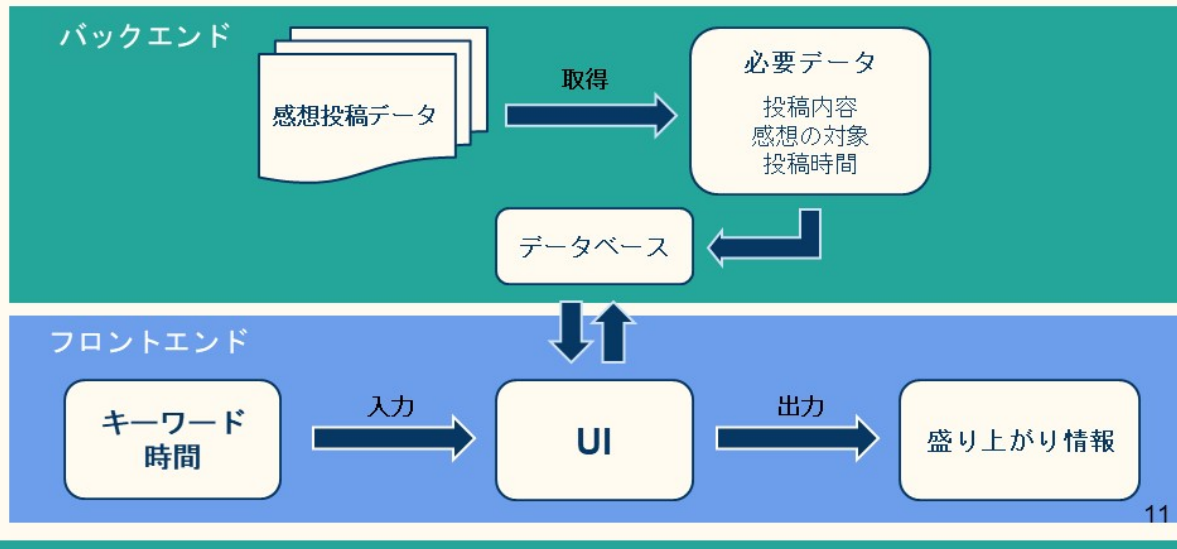 バックエンド
感想投稿データ
取得
必要データ
投稿内容
感想の対象
投稿時間
データベース
フロントエンド
キーワード
時間
入力
UI
出力
盛り上がり情報
11